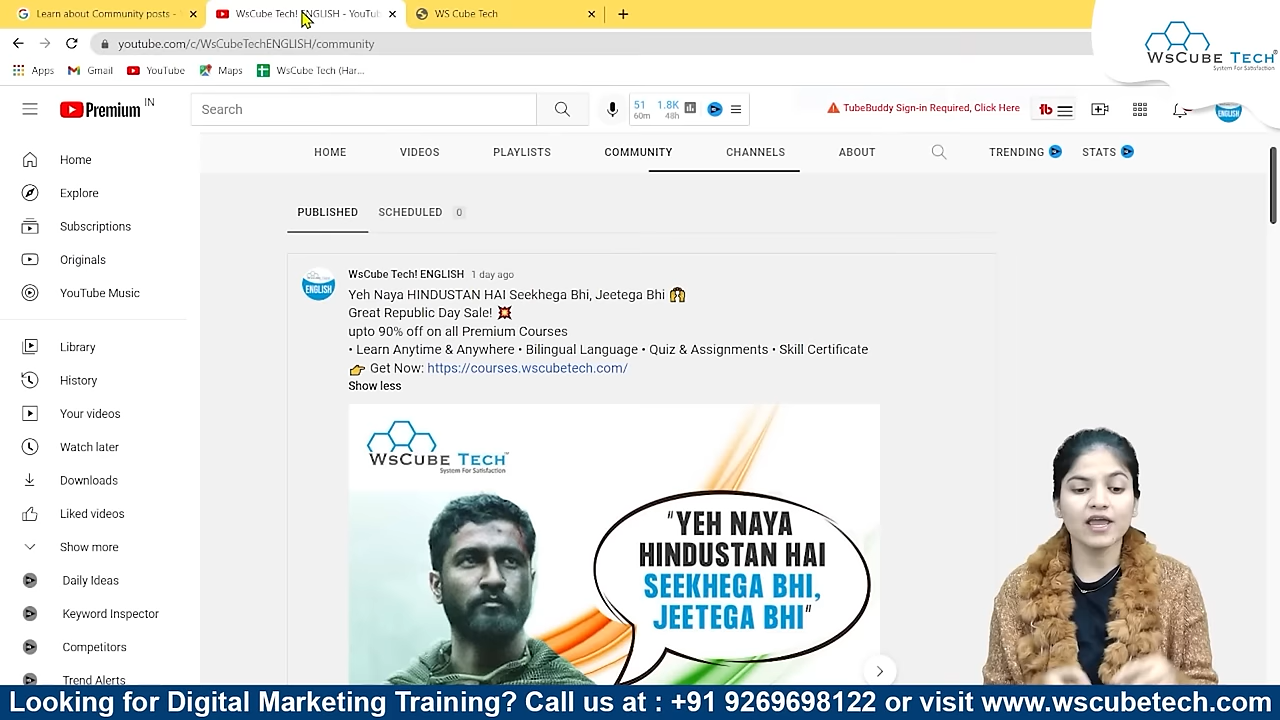 Learn about Community posts -
WsCube Tech! ENGLISH - YouTu
WS Cube Tech
youtube.com/c/WsCubeTechENGLISH/community
Apps
Gmail
YouTube
Maps
WsCube Tech (Har...
WsCube Tech
System For Satisfaction
Premium IN
Search
51
60m
1.8K
48h
TubeBuddy Sign-in Required, Click Here
tb
ENGLISH
HOME
VIDEOS
PLAYLISTS
COMMUNITY
CHANNELS
ABOUT
TRENDING
STATS
Home
Explore
Subscriptions
Originals
YouTube Music
Library
History
Your videos
Watch later
Downloads
Liked videos
Show more
Daily Ideas
Keyword Inspector
Competitors
Trend Alerts
PUBLISHED
SCHEDULED 0
ENGLISH
WsCube Tech! ENGLISH 1 day ago
Yeh Naya HINDUSTAN HAI Seekhega Bhi, Jeetega Bhi
Great Republic Day Sale!
upto 90% off on all Premium Courses
• Learn Anytime & Anywhere • Bilingual Language • Quiz & Assignments • Skill Certificate
Get Now: https://courses.wscubetech.com/
Show less
WsCube Tech
System For Satisfaction
"YEH NAYA
HINDUSTAN HAI
SEEKHEGA BHI,
JEETEGA BHI"
Looking for Digital Marketing Training? Call us at : +91 9269698122 or visit www.wscubetech.com